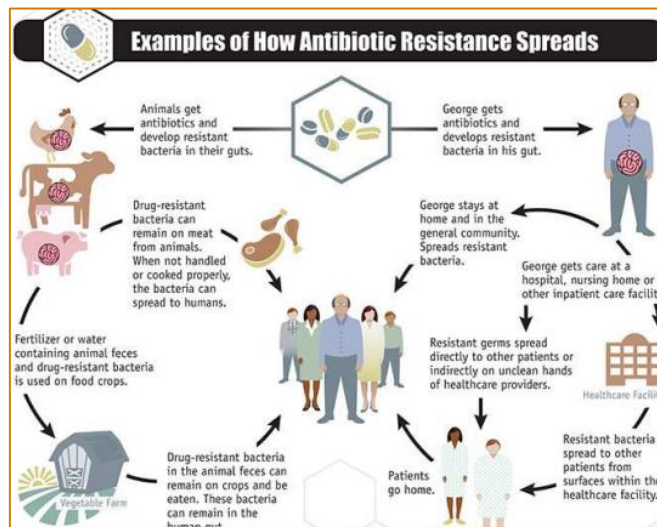 Examples of How Antibiotic Resistance Spreads
Animals get
antibiotics and
develop resistant
bacteria in their guts.
George gets
antibiotics and
develops resistant
bacteria in his gut.
Drug-resistant
bacteria can
remain on meat
from animals.
When not handled
or cooked properly,
the bacteria can
spread to humans.
George stays at
home and in the
general community.
Spreads resistant
bacteria.
George gets care at a
hospital, nursing home or
other inpatient care facilit
Fertilizer or water
containing animal feces
and drug-resistant bacteria
is used on food crops.
Resistant germs spread
directly to other patients or
indirectly on unclean hands
of healthcare providers.
Healthcare Facilit
Drug-resistant bacteria
in the animal feces can
remain on crops and be
eaten. These bacteria
can remain in the
human gut.
Vegetable Farm
Patients
go home.
Resistant bacteria
spread to other
patients from
surfaces within the
healthcare facility.